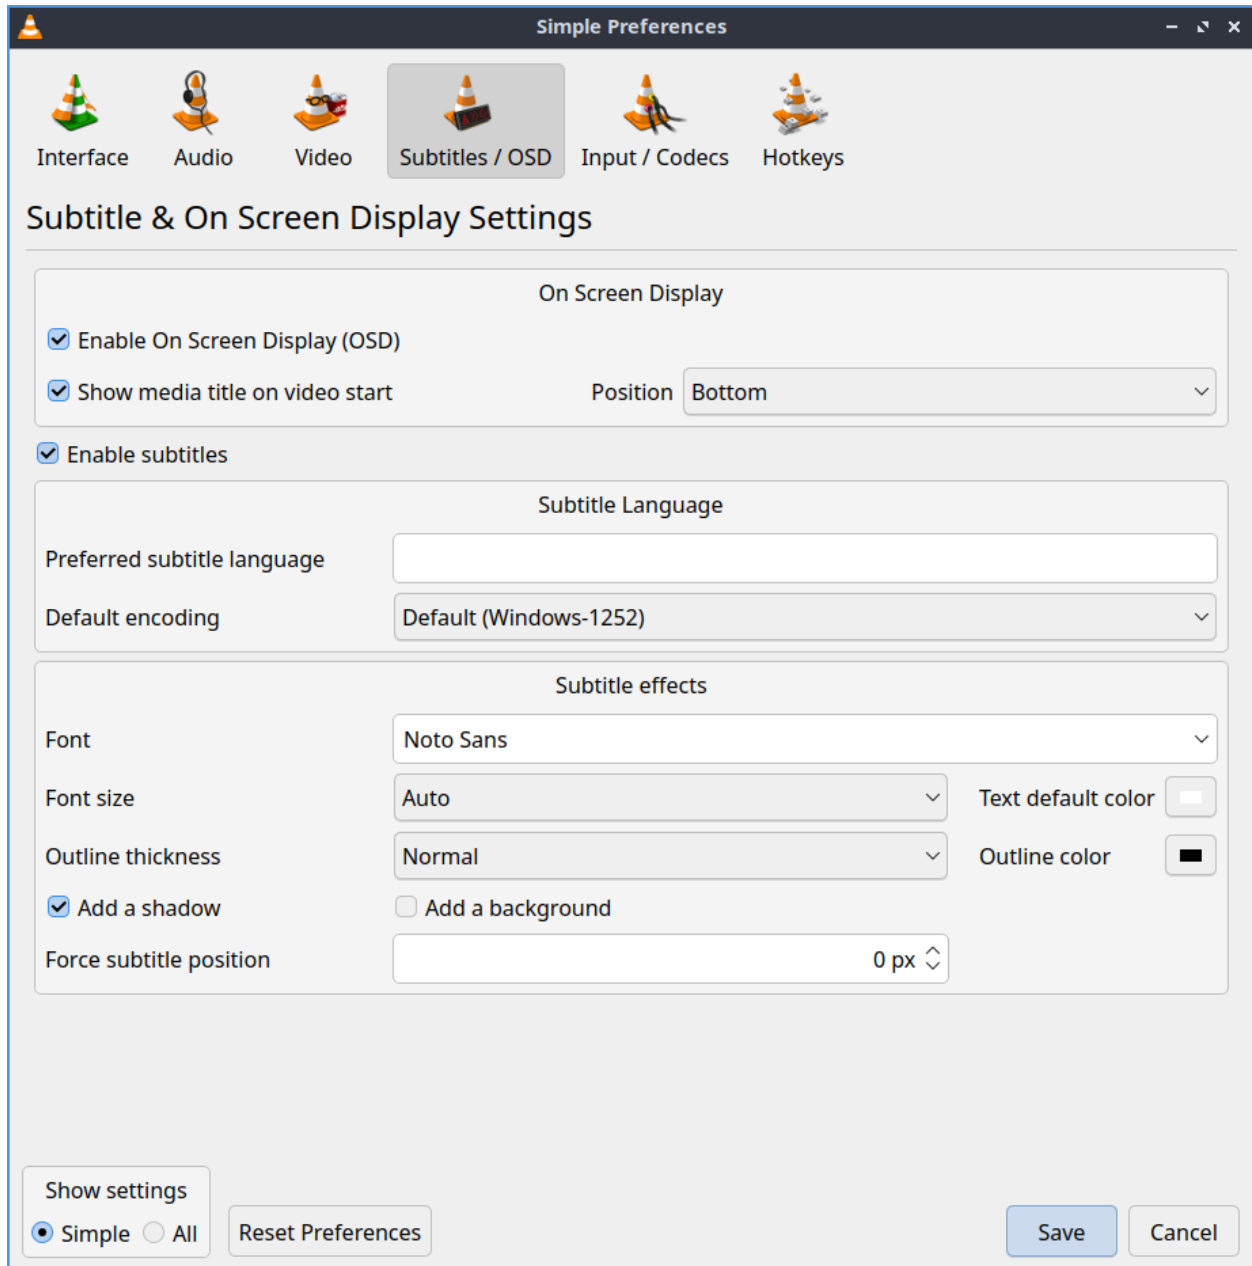 Simple Preferences
Interface Audio Video Subtitles / OSD Input / Codecs Hotkeys
Subtitle & On Screen Display Settings
On Screen Display
Enable On Screen Display (OSD)
Show media title on video start Position Bottom
Enable subtitles
Subtitle Language
Preferred subtitle language
Default encoding Default (Windows-1252)
Subtitle effects
Font Noto Sans
Font size Auto Text default color
Outline thickness Normal Outline color
Add a shadow Add a background
Force subtitle position 0 px
Show settings
Simple All Reset Preferences Save Cancel